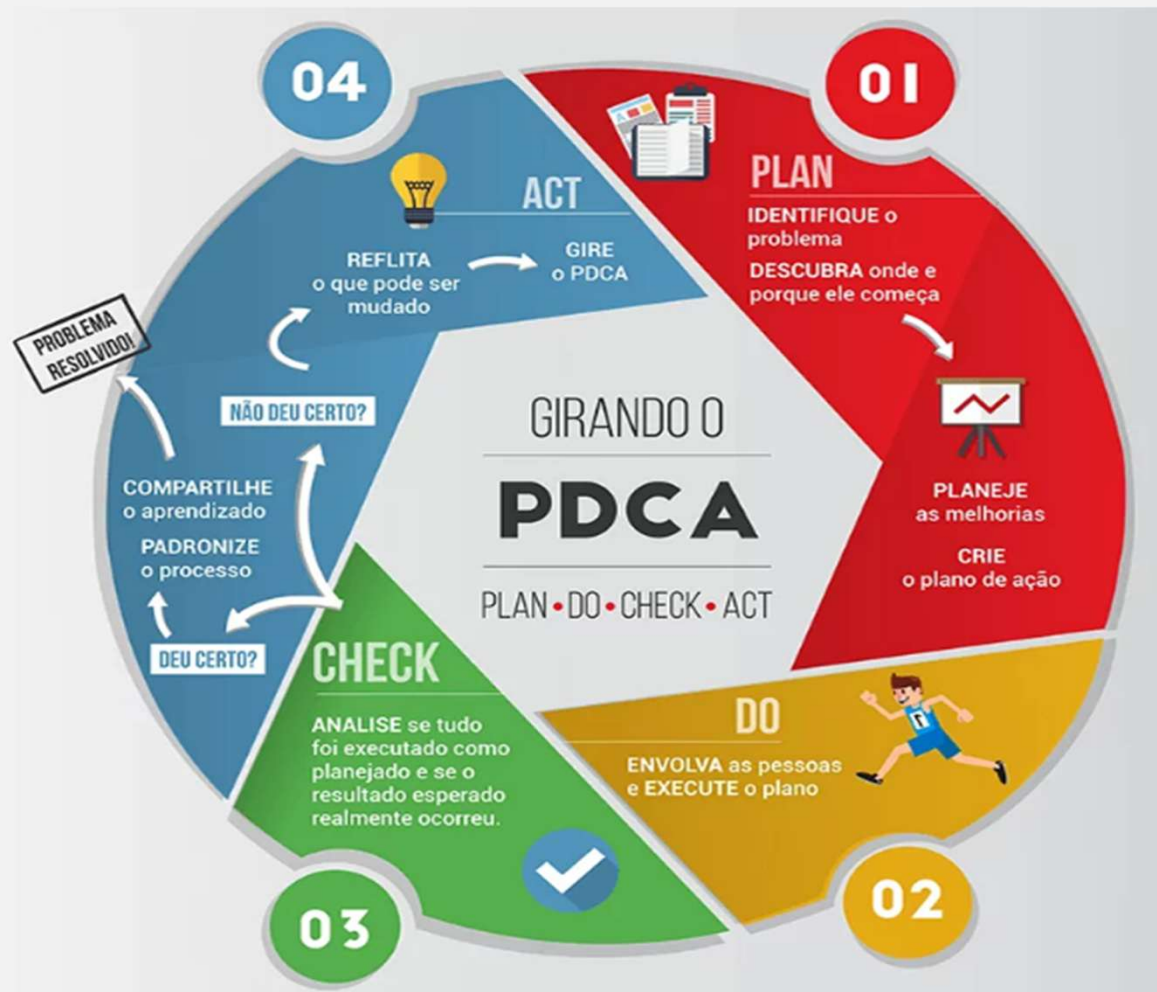 01
PLAN
IDENTIFIQUE o
problema
DESCUBRA onde e
porque ele começa
PLANEJE
as melhorias
CRIE
o plano de ação
02
DO
ENVOLVA as pessoas
e EXECUTE o plano
03
CHECK
ANALISE se tudo
foi executado como
planejado e se o
resultado esperado
realmente ocorreu.
04
ACT
DEU CERTO?
PADRONIZE
o processo
COMPARTILHE
o aprendizado
PROBLEMA
RESOLVIDO!
NÃO DEU CERTO?
REFLITA
o que pode ser
mudado
GIRE
o PDCA
GIRANDO O
PDCA
PLAN•DO•CHECK•ACT
1